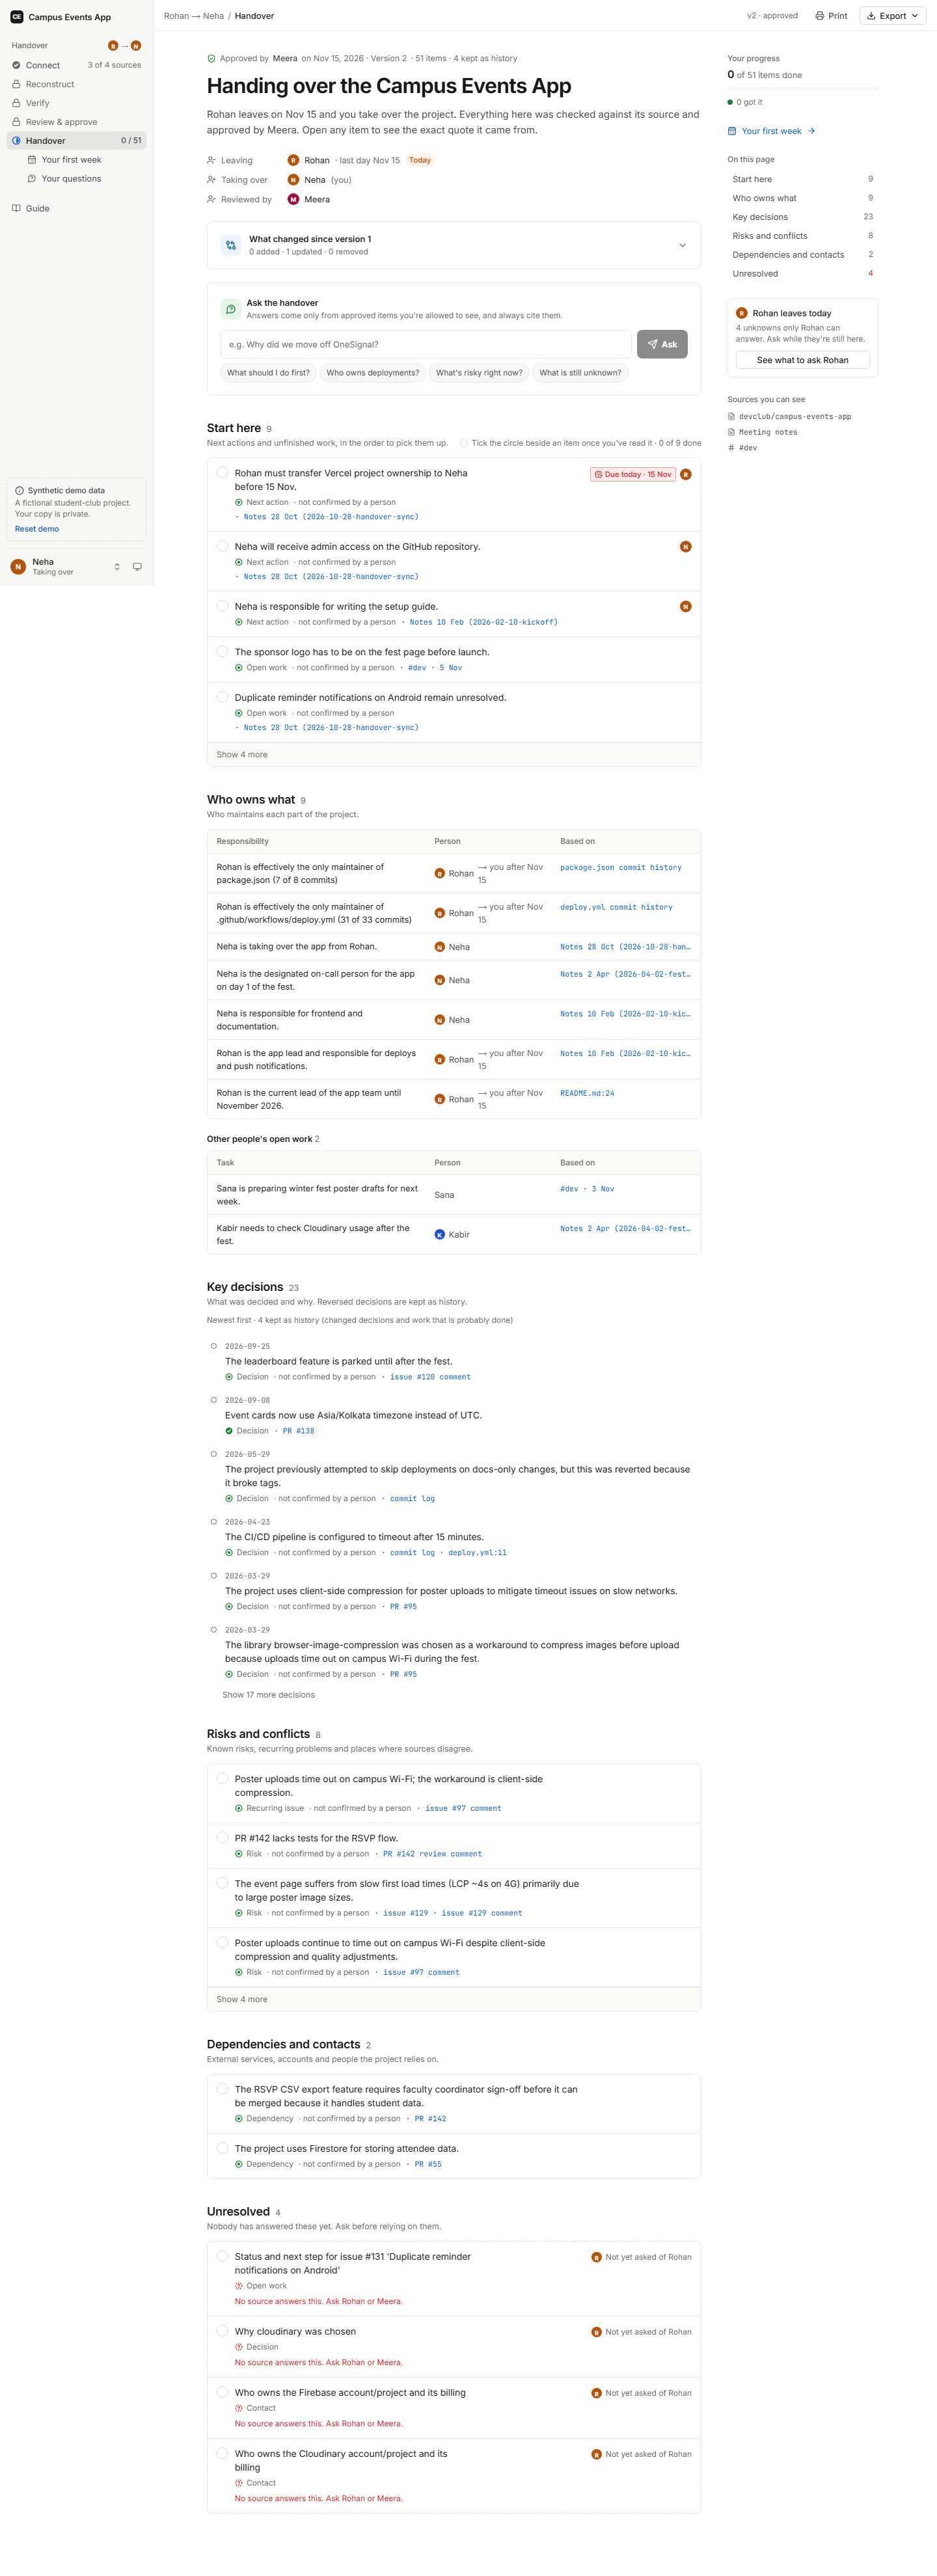 CE Campus Events App
Handover R → N
Connect 3 of 4 sources
Reconstruct
Verify
Review & approve
Handover 0 / 51
Your first week
Your questions
Guide
Synthetic demo data
A fictional student-club project.
Your copy is private.
Reset demo
N Neha
Taking over
Rohan → Neha / Handover
v2 · approved Print Export
Approved by Meera on Nov 15, 2026 · Version 2 · 51 items · 4 kept as history
Handing over the Campus Events App
Rohan leaves on Nov 15 and you take over the project. Everything here was checked against its source and
approved by Meera. Open any item to see the exact quote it came from.
Leaving R Rohan · last day Nov 15 Today
Taking over N Neha (you)
Reviewed by M Meera
What changed since version 1
0 added · 1 updated · 0 removed
Ask the handover
Answers come only from approved items you're allowed to see, and always cite them.
e.g. Why did we move off OneSignal? Ask
What should I do first? Who owns deployments? What's risky right now? What is still unknown?
Start here 9
Next actions and unfinished work, in the order to pick them up. Tick the circle beside an item once you've read it · 0 of 9 done
Rohan must transfer Vercel project ownership to Neha
before 15 Nov.
Due today · 15 Nov R
Next action · not confirmed by a person
· Notes 28 Oct (2026-10-28-handover-sync)
Neha will receive admin access on the GitHub repository. N
Next action · not confirmed by a person
· Notes 28 Oct (2026-10-28-handover-sync)
Neha is responsible for writing the setup guide. N
Next action · not confirmed by a person · Notes 10 Feb (2026-02-10-kickoff)
The sponsor logo has to be on the fest page before launch.
Open work · not confirmed by a person · #dev · 5 Nov
Duplicate reminder notifications on Android remain unresolved.
Open work · not confirmed by a person
· Notes 28 Oct (2026-10-28-handover-sync)
Show 4 more
Who owns what 9
Who maintains each part of the project.
Responsibility Person Based on
Rohan is effectively the only maintainer of
package.json (7 of 8 commits)
R Rohan → you after Nov
15
package.json commit history
Rohan is effectively the only maintainer of
.github/workflows/deploy.yml (31 of 33 commits)
R Rohan → you after Nov
15
deploy.yml commit history
Neha is taking over the app from Rohan. N Neha Notes 28 Oct (2026-10-28-han…
Neha is the designated on-call person for the app
on day 1 of the fest.
N Neha
Notes 2 Apr (2026-04-02-fest…
Neha is responsible for frontend and
documentation.
N Neha
Notes 10 Feb (2026-02-10-kic…
Rohan is the app lead and responsible for deploys
and push notifications.
R Rohan → you after Nov
15
Notes 10 Feb (2026-02-10-kic…
Rohan is the current lead of the app team until
November 2026.
R Rohan → you after Nov
15
README.md:24
Other people's open work 2
Task Person Based on
Sana is preparing winter fest poster drafts for next
week.
Sana
#dev · 3 Nov
Kabir needs to check Cloudinary usage after the
fest.
K Kabir
Notes 2 Apr (2026-04-02-fest…
Key decisions 23
What was decided and why. Reversed decisions are kept as history.
Newest first · 4 kept as history (changed decisions and work that is probably done)
2026-09-25
The leaderboard feature is parked until after the fest.
Decision · not confirmed by a person · issue #120 comment
2026-09-08
Event cards now use Asia/Kolkata timezone instead of UTC.
Decision · PR #138
2026-05-29
The project previously attempted to skip deployments on docs-only changes, but this was reverted because
it broke tags.
Decision · not confirmed by a person · commit log
2026-04-23
The CI/CD pipeline is configured to timeout after 15 minutes.
Decision · not confirmed by a person · commit log · deploy.yml:11
2026-03-29
The project uses client-side compression for poster uploads to mitigate timeout issues on slow networks.
Decision · not confirmed by a person · PR #95
2026-03-29
The library browser-image-compression was chosen as a workaround to compress images before upload
because uploads time out on campus Wi-Fi during the fest.
Decision · not confirmed by a person · PR #95
Show 17 more decisions
Risks and conflicts 8
Known risks, recurring problems and places where sources disagree.
Poster uploads time out on campus Wi-Fi; the workaround is client-side
compression.
Recurring issue · not confirmed by a person · issue #97 comment
PR #142 lacks tests for the RSVP flow.
Risk · not confirmed by a person · PR #142 review comment
The event page suffers from slow first load times (LCP ~4s on 4G) primarily due
to large poster image sizes.
Risk · not confirmed by a person · issue #129 · issue #129 comment
Poster uploads continue to time out on campus Wi-Fi despite client-side
compression and quality adjustments.
Risk · not confirmed by a person · issue #97 comment
Show 4 more
Dependencies and contacts 2
External services, accounts and people the project relies on.
The RSVP CSV export feature requires faculty coordinator sign-off before it can
be merged because it handles student data.
Dependency · not confirmed by a person · PR #142
The project uses Firestore for storing attendee data.
Dependency · not confirmed by a person · PR #55
Unresolved 4
Nobody has answered these yet. Ask before relying on them.
Status and next step for issue #131 'Duplicate reminder
notifications on Android'
R Not yet asked of Rohan
Open work
No source answers this. Ask Rohan or Meera.
Why cloudinary was chosen R Not yet asked of Rohan
Decision
No source answers this. Ask Rohan or Meera.
Who owns the Firebase account/project and its billing R Not yet asked of Rohan
Contact
No source answers this. Ask Rohan or Meera.
Who owns the Cloudinary account/project and its
billing
R Not yet asked of Rohan
Contact
No source answers this. Ask Rohan or Meera.
Your progress
0 of 51 items done
0 got it
Your first week →
On this page
Start here 9
Who owns what 9
Key decisions 23
Risks and conflicts 8
Dependencies and contacts 2
Unresolved 4
R Rohan leaves today
4 unknowns only Rohan can
answer. Ask while they're still here.
See what to ask Rohan
Sources you can see
devclub/campus-events-app
Meeting notes
# #dev